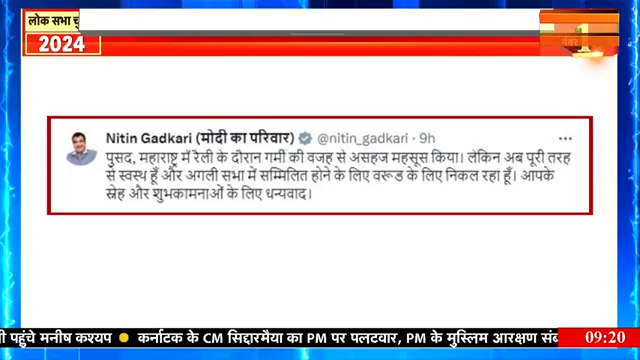 लोक सभा चु
2024
नंबर 1
Nitin Gadkari (मोदी का परिवार) @nitin_gadkari · 9h
पुसद, महाराष्ट्र में रैली के दौरान गर्मी की वजह से असहज महसूस किया। लेकिन अब पूरी तरह
से स्वस्थ हूँ और अगली सभा में सम्मिलित होने के लिए वरूड के लिए निकल रहा हूँ। आपके
स्नेह और शुभकामनाओं के लिए धन्यवाद।
ी पहुंचे मनीष कश्यप कर्नाटक के CM सिद्दारमैया का PM पर पलटवार, PM के मुस्लिम आरक्षण संबं
09:20